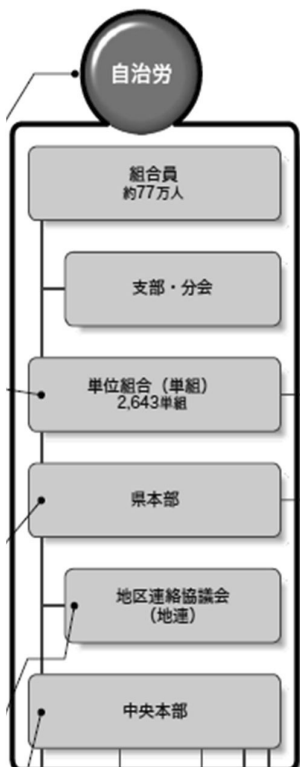 自治労
組合員
約77万人
支部・分会
単位組合（単組）
2,643単組
県本部
地区連絡協議会
（地連）
中央本部